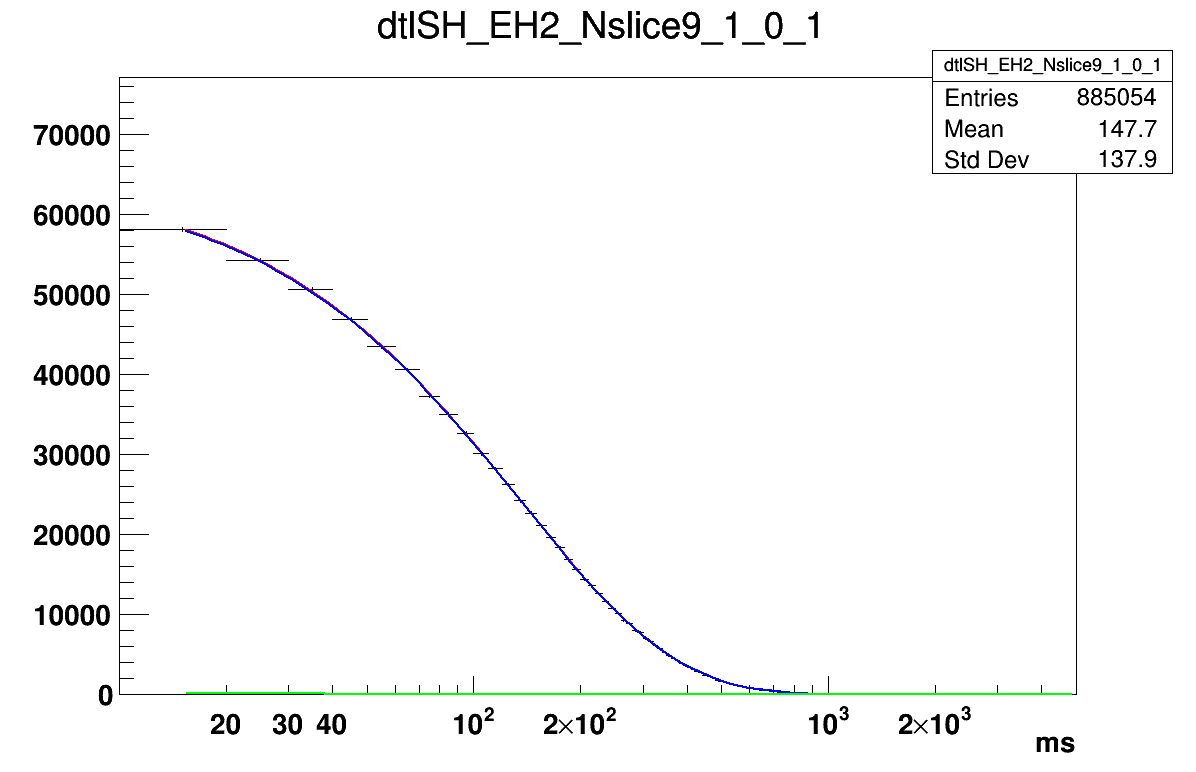 dtlSH_EH2_Nslice9_1_0_1
dtlSH_EH2_Nslice9_1_0_1
Entries 885054
Mean 147.7
Std Dev 137.9
70000
60000
50000
40000
30000
20000
10000
0
20 30 40 10² 2×10² 10³ 2×10³
ms